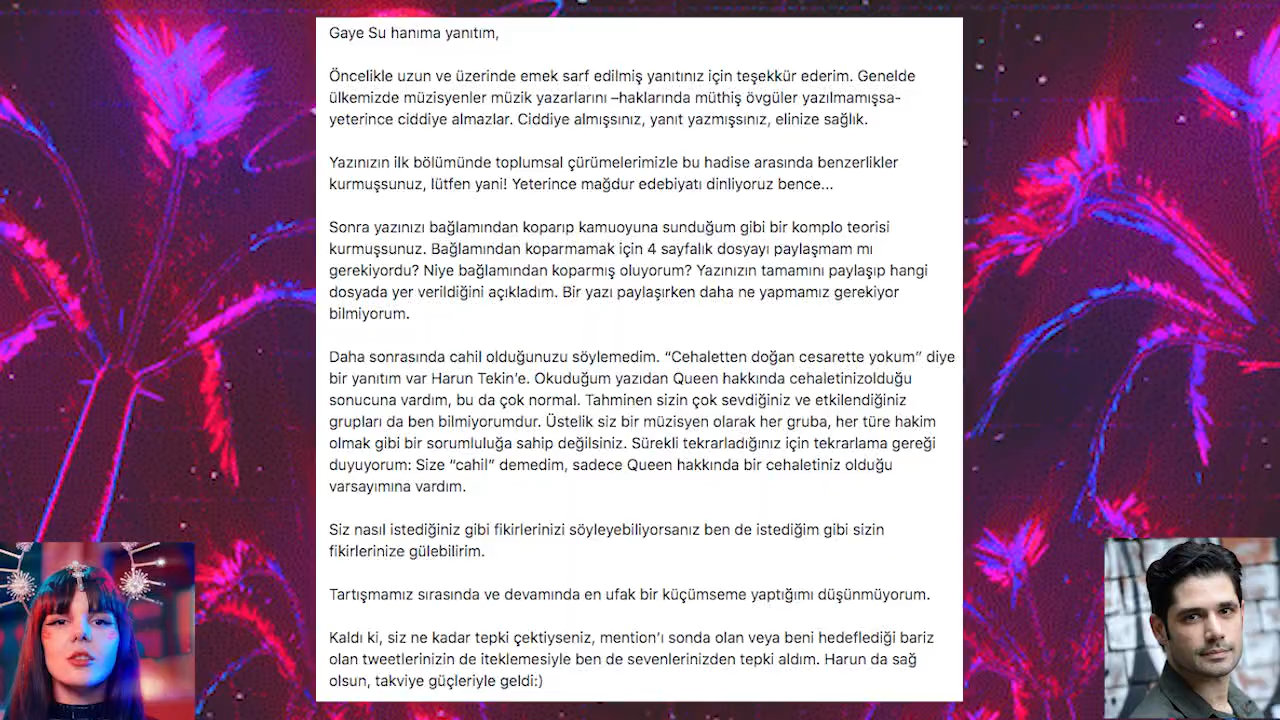 Gaye Su hanıma yanıtım,
Öncelikle uzun ve üzerinde emek sarf edilmiş yanıtınız için teşekkür ederim. Genelde
ülkemizde müzisyenler müzik yazarlarını –haklarında müthiş övgüler yazılmamışsa-
yeterince ciddiye almazlar. Ciddiye almışsınız, yanıt yazmışsınız, elinize sağlık.
Yazınızın ilk bölümünde toplumsal çürümelerimizle bu hadise arasında benzerlikler
kurmuşsunuz, lütfen yani! Yeterince mağdur edebiyatı dinliyoruz bence...
Sonra yazınızı bağlamından koparıp kamuoyuna sunduğum gibi bir komplo teorisi
kurmuşsunuz. Bağlamından koparmamak için 4 sayfalık dosyayı paylaşmam mı
gerekiyordu? Niye bağlamından koparmış oluyorum? Yazınızın tamamını paylaşıp hangi
dosyada yer verildiğini açıkladım. Bir yazı paylaşırken daha ne yapmamız gerekiyor
bilmiyorum.
Daha sonrasında cahil olduğunuzu söylemedim. “Cehaletten doğan cesarette yokum” diye
bir yanıtım var Harun Tekin’e. Okuduğum yazıdan Queen hakkında cehaletinizolduğu
sonucuna vardım, bu da çok normal. Tahminen sizin çok sevdiğiniz ve etkilendiğiniz
grupları da ben bilmiyorumdur. Üstelik siz bir müzisyen olarak her gruba, her türe hakim
olmak gibi bir sorumluluğa sahip değilsiniz. Sürekli tekrarladığınız için tekrarlama gereği
duyuyorum: Size “cahil” demedim, sadece Queen hakkında bir cehaletiniz olduğu
varsayımına vardım.
Siz nasıl istediğiniz gibi fikirlerinizi söyleyebiliyorsanız ben de istediğim gibi sizin
fikirlerinize gülebilirim.
Tartışmamız sırasında ve devamında en ufak bir küçümseme yaptığımı düşünmüyorum.
Kaldı ki, siz ne kadar tepki çektiyseniz, mention’ı sonda olan veya beni hedeflediği bariz
olan tweetlerinizin de iteklemesiyle ben de sevenlerinizden tepki aldım. Harun da sağ
olsun, takviye güçleriyle geldi:)